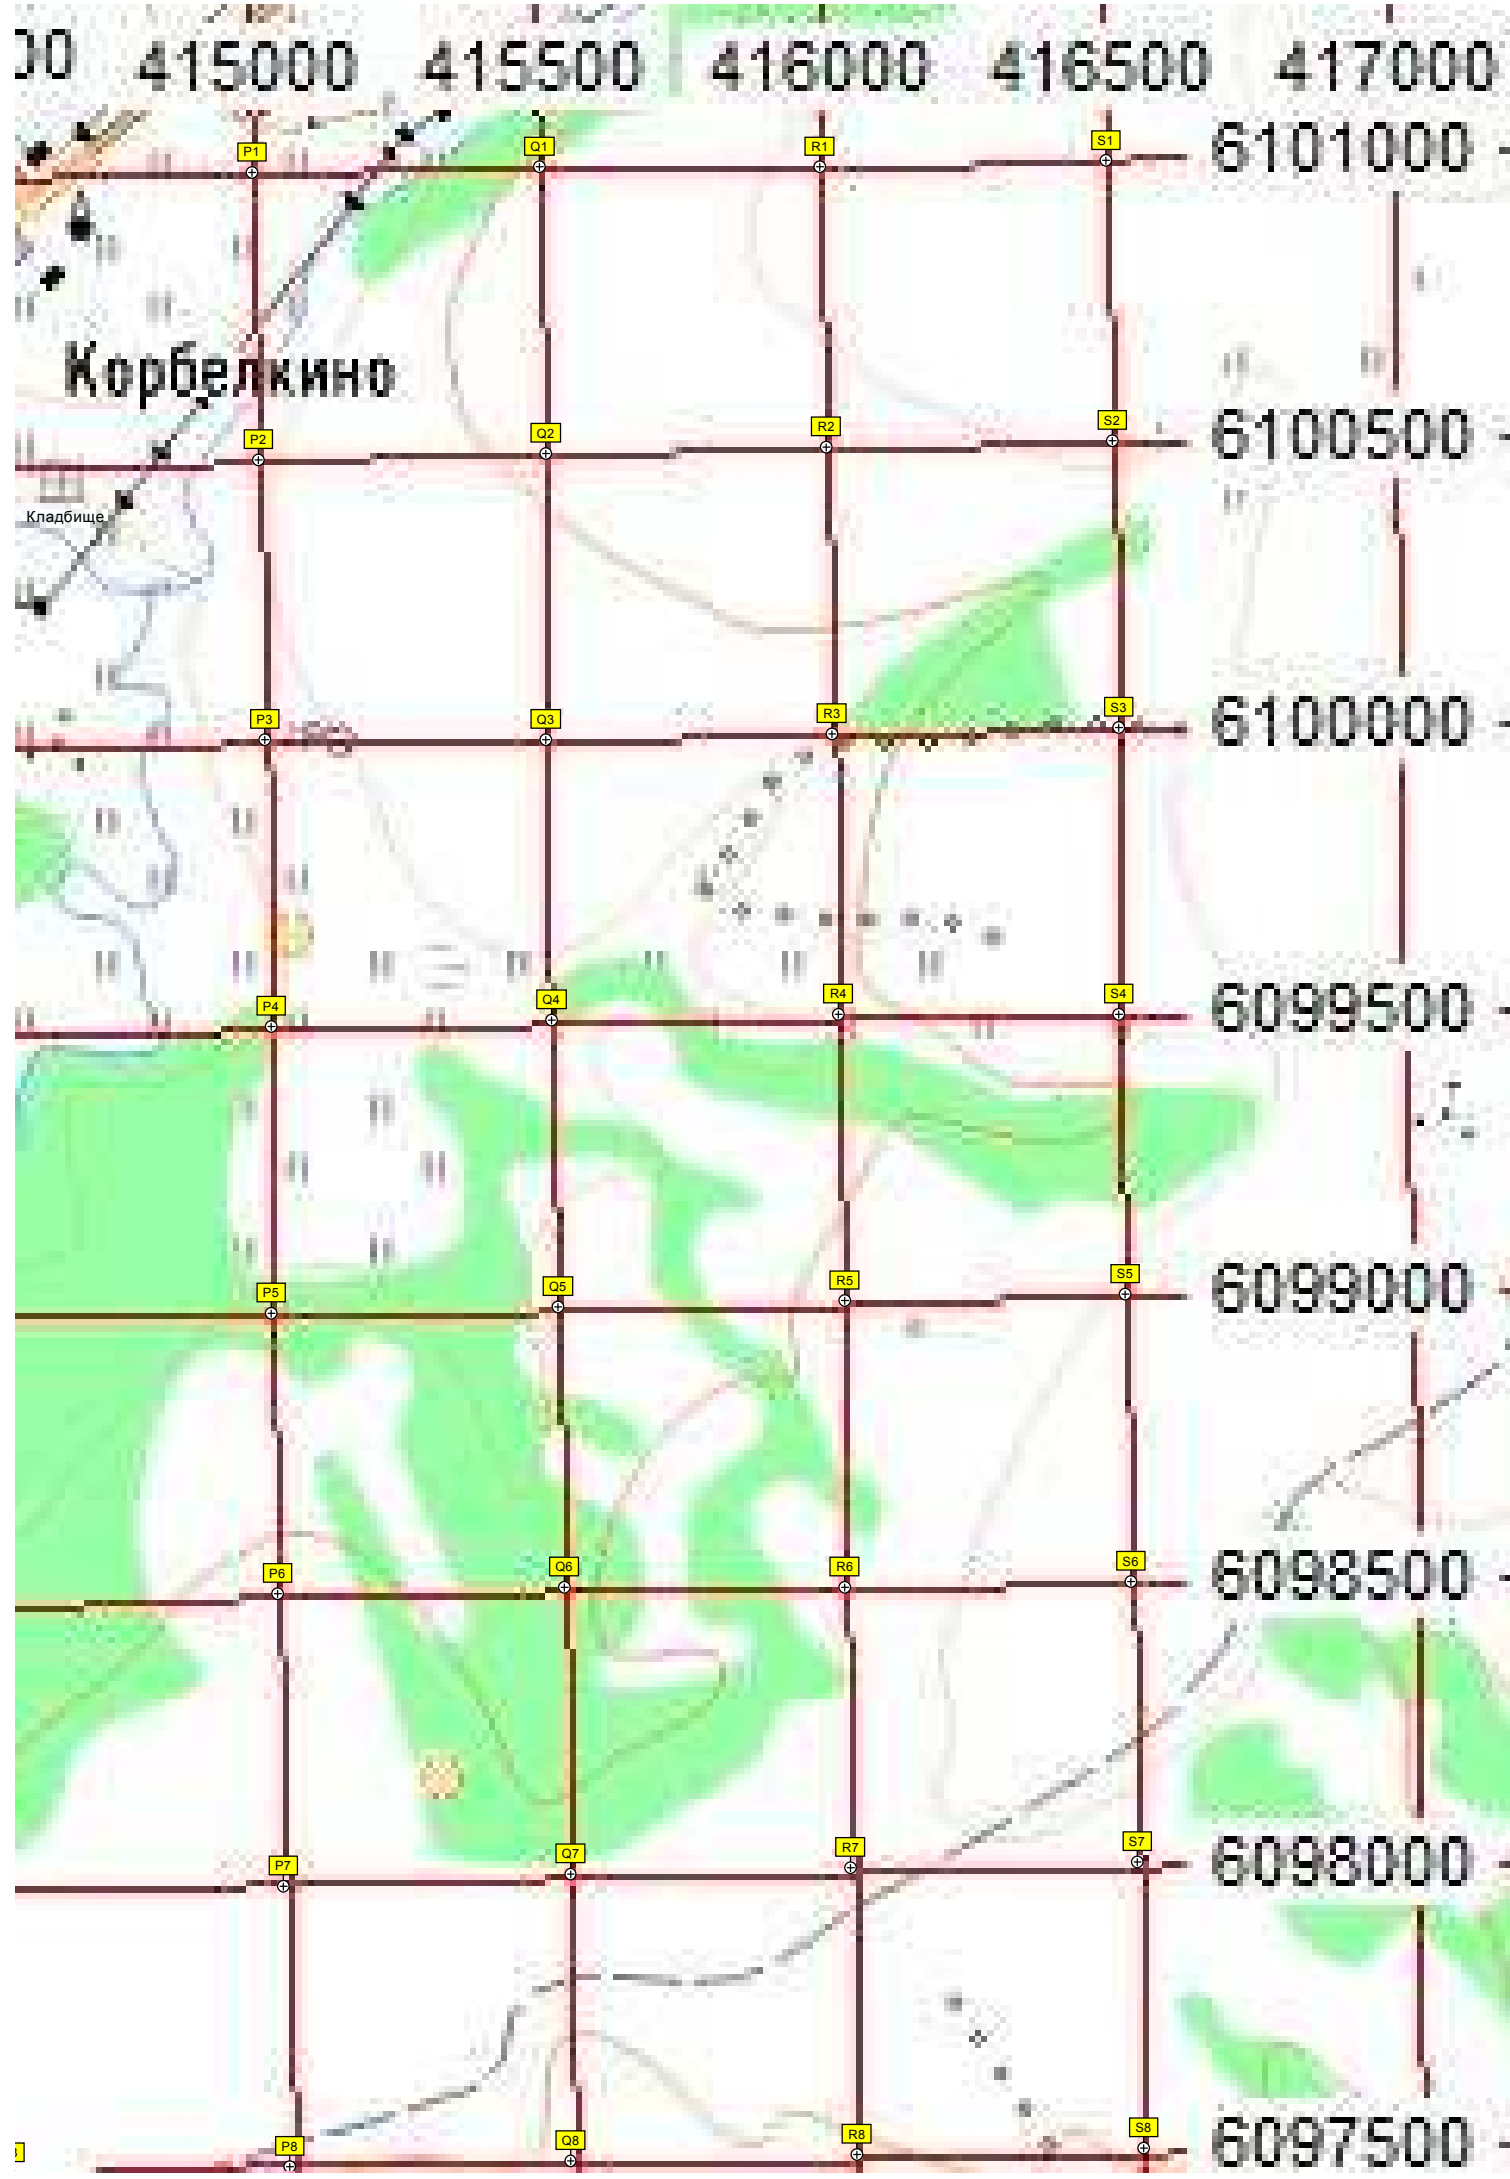 00 415000 415500 416000 416500 417000
P1 Q1 R1 S1 6101000
Корбелкино
P2 Q2 R2 S2 6100500
Кладбище
P3 Q3 R3 S3 6100000
P4 Q4 R4 S4 6099500
P5 Q5 R5 S5 6099000
P6 Q6 R6 S6 6098500
P7 Q7 R7 S7 6098000
P8 Q8 R8 S8 6097500